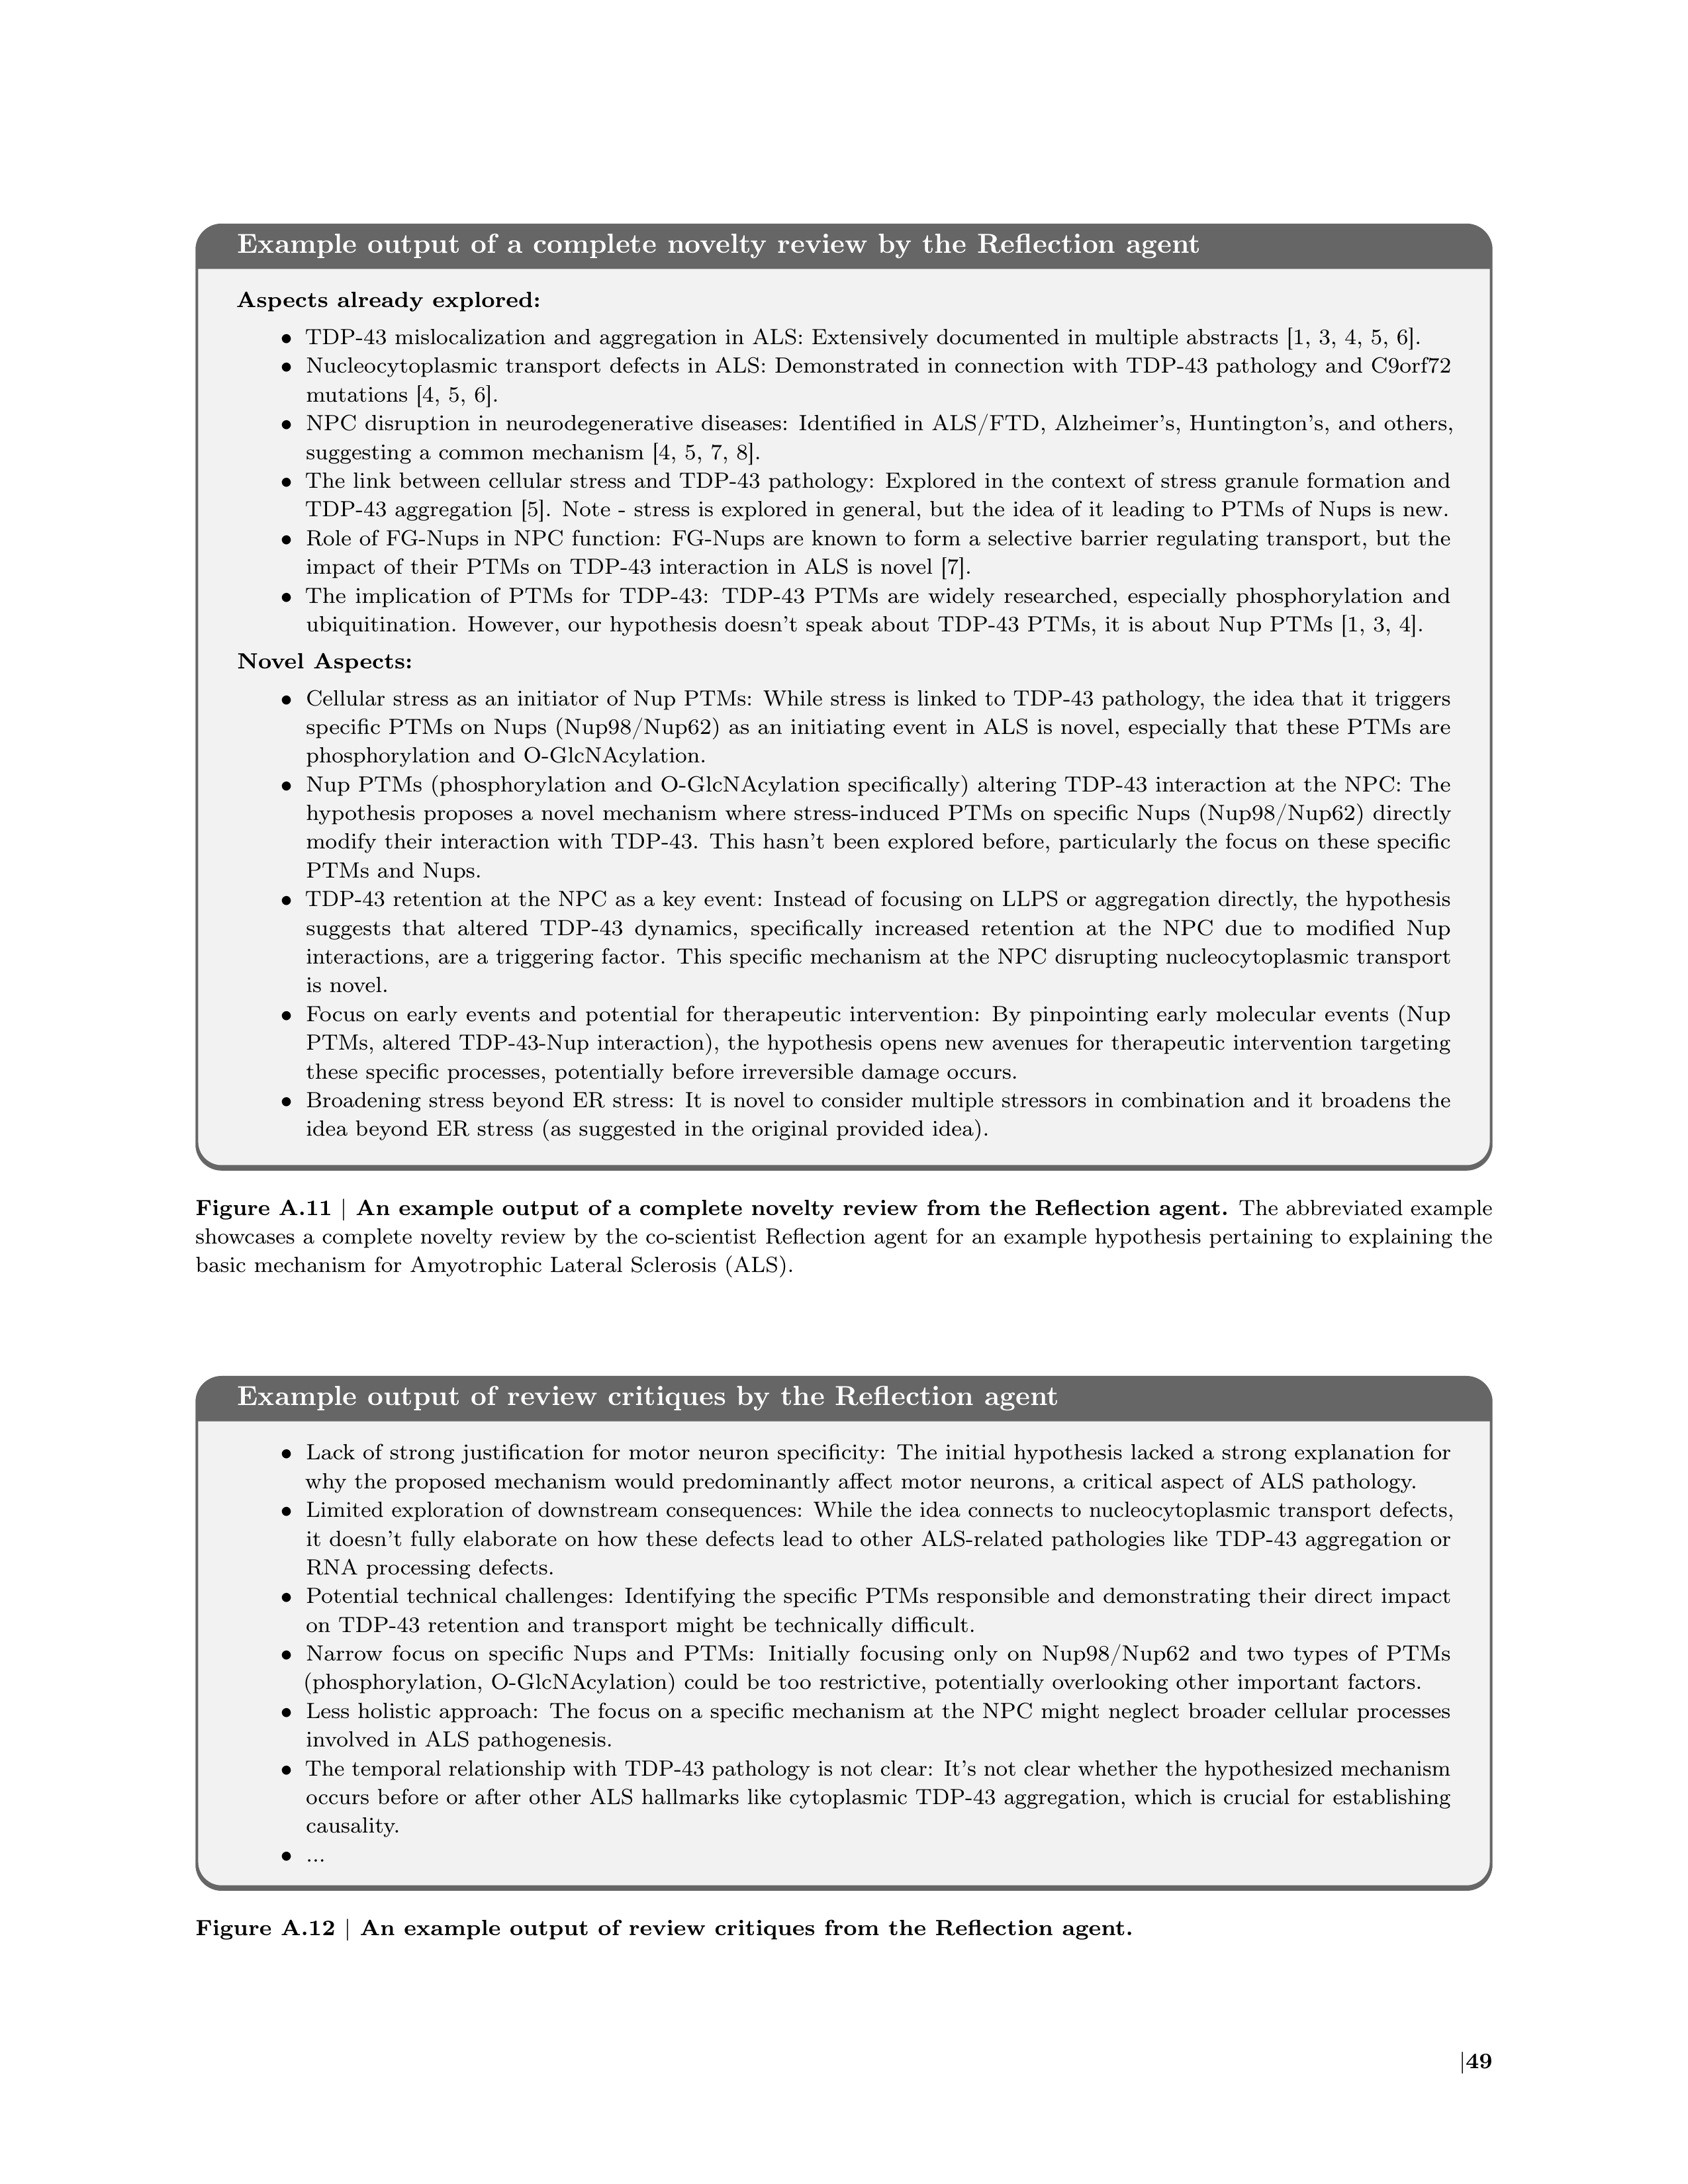 Example output of a complete novelty review by the Reflection agent
Aspects already explored:
• TDP-43 mislocalization and aggregation in ALS: Extensively documented in multiple abstracts [1, 3, 4, 5, 6].
• Nucleocytoplasmic transport defects in ALS: Demonstrated in connection with TDP-43 pathology and C9orf72
mutations [4, 5, 6].
• NPC disruption in neurodegenerative diseases: Identified in ALS/FTD, Alzheimer's, Huntington's, and others,
suggesting a common mechanism [4, 5, 7, 8].
• The link between cellular stress and TDP-43 pathology: Explored in the context of stress granule formation and
TDP-43 aggregation [5]. Note - stress is explored in general, but the idea of it leading to PTMs of Nups is new.
• Role of FG-Nups in NPC function: FG-Nups are known to form a selective barrier regulating transport, but the
impact of their PTMs on TDP-43 interaction in ALS is novel [7].
• The implication of PTMs for TDP-43: TDP-43 PTMs are widely researched, especially phosphorylation and
ubiquitination. However, our hypothesis doesn't speak about TDP-43 PTMs, it is about Nup PTMs [1, 3, 4].
Novel Aspects:
• Cellular stress as an initiator of Nup PTMs: While stress is linked to TDP-43 pathology, the idea that it triggers
specific PTMs on Nups (Nup98/Nup62) as an initiating event in ALS is novel, especially that these PTMs are
phosphorylation and O-GlcNAcylation.
• Nup PTMs (phosphorylation and O-GlcNAcylation specifically) altering TDP-43 interaction at the NPC: The
hypothesis proposes a novel mechanism where stress-induced PTMs on specific Nups (Nup98/Nup62) directly
modify their interaction with TDP-43. This hasn't been explored before, particularly the focus on these specific
PTMs and Nups.
• TDP-43 retention at the NPC as a key event: Instead of focusing on LLPS or aggregation directly, the hypothesis
suggests that altered TDP-43 dynamics, specifically increased retention at the NPC due to modified Nup
interactions, are a triggering factor. This specific mechanism at the NPC disrupting nucleocytoplasmic transport
is novel.
• Focus on early events and potential for therapeutic intervention: By pinpointing early molecular events (Nup
PTMs, altered TDP-43-Nup interaction), the hypothesis opens new avenues for therapeutic intervention targeting
these specific processes, potentially before irreversible damage occurs.
• Broadening stress beyond ER stress: It is novel to consider multiple stressors in combination and it broadens the
idea beyond ER stress (as suggested in the original provided idea).
Figure A.11 | An example output of a complete novelty review from the Reflection agent. The abbreviated example
showcases a complete novelty review by the co-scientist Reflection agent for an example hypothesis pertaining to explaining the
basic mechanism for Amyotrophic Lateral Sclerosis (ALS).
Example output of review critiques by the Reflection agent
• Lack of strong justification for motor neuron specificity: The initial hypothesis lacked a strong explanation for
why the proposed mechanism would predominantly affect motor neurons, a critical aspect of ALS pathology.
• Limited exploration of downstream consequences: While the idea connects to nucleocytoplasmic transport defects,
it doesn't fully elaborate on how these defects lead to other ALS-related pathologies like TDP-43 aggregation or
RNA processing defects.
• Potential technical challenges: Identifying the specific PTMs responsible and demonstrating their direct impact
on TDP-43 retention and transport might be technically difficult.
• Narrow focus on specific Nups and PTMs: Initially focusing only on Nup98/Nup62 and two types of PTMs
(phosphorylation, O-GlcNAcylation) could be too restrictive, potentially overlooking other important factors.
• Less holistic approach: The focus on a specific mechanism at the NPC might neglect broader cellular processes
involved in ALS pathogenesis.
• The temporal relationship with TDP-43 pathology is not clear: It's not clear whether the hypothesized mechanism
occurs before or after other ALS hallmarks like cytoplasmic TDP-43 aggregation, which is crucial for establishing
causality.
• ...
Figure A.12 | An example output of review critiques from the Reflection agent.
|49